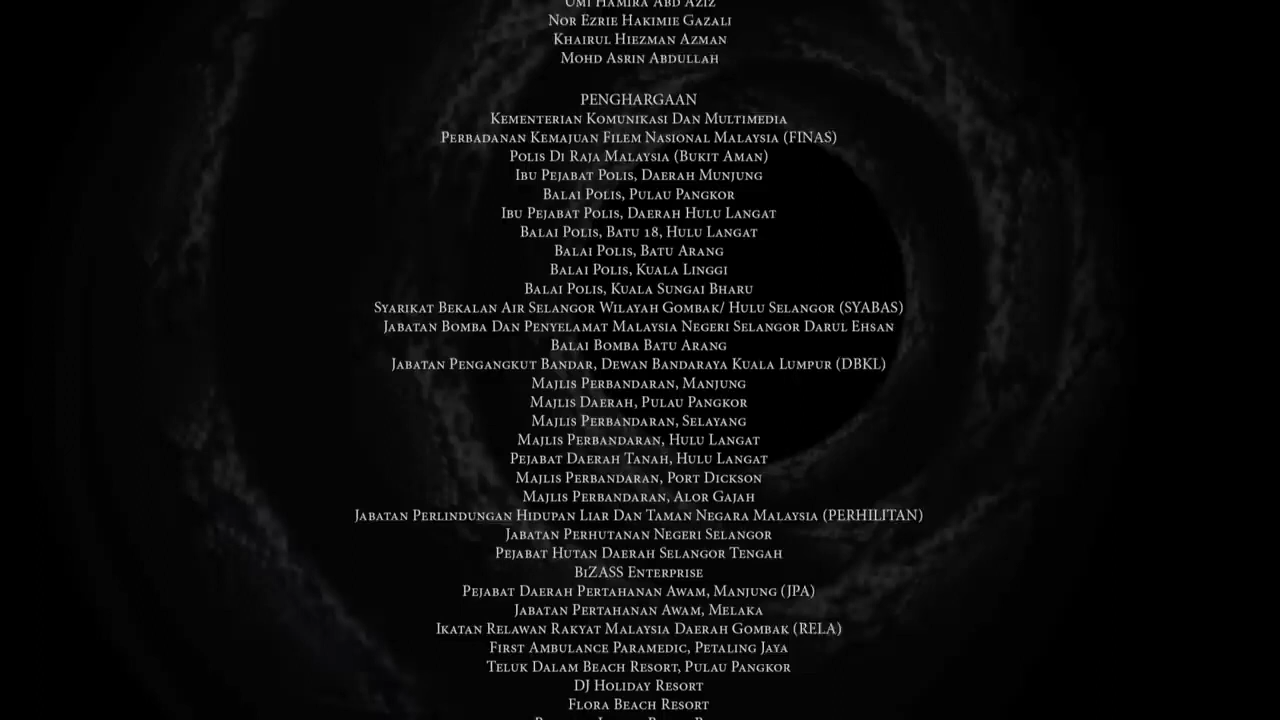 Umi Hamira Abd Aziz
Nor Ezrie Hakimie Gazali
Khairul Hiezman Azman
Mohd Asrin Abdullah
PENGHARGAAN
Kementerian Komunikasi Dan Multimedia
Perbadanan Kemajuan Filem Nasional Malaysia (FINAS)
Polis Di Raja Malaysia (Bukit Aman)
Ibu Pejabat Polis, Daerah Munjung
Balai Polis, Pulau Pangkor
Ibu Pejabat Polis, Daerah Hulu Langat
Balai Polis, Batu 18, Hulu Langat
Balai Polis, Batu Arang
Balai Polis, Kuala Linggi
Balai Polis, Kuala Sungai Bharu
Syarikat Bekalan Air Selangor Wilayah Gombak/ Hulu Selangor (SYABAS)
Jabatan Bomba Dan Penyelamat Malaysia Negeri Selangor Darul Ehsan
Balai Bomba Batu Arang
Jabatan Pengangkut Bandar, Dewan Bandaraya Kuala Lumpur (DBKL)
Majlis Perbandaran, Manjung
Majlis Daerah, Pulau Pangkor
Majlis Perbandaran, Selayang
Majlis Perbandaran, Hulu Langat
Pejabat Daerah Tanah, Hulu Langat
Majlis Perbandaran, Port Dickson
Majlis Perbandaran, Alor Gajah
Jabatan Perlindungan Hidupan Liar Dan Taman Negara Malaysia (PERHILITAN)
Jabatan Perhutanan Negeri Selangor
Pejabat Hutan Daerah Selangor Tengah
BiZASS Enterprise
Pejabat Daerah Pertahanan Awam, Manjung (JPA)
Jabatan Pertahanan Awam, Melaka
Ikatan Relawan Rakyat Malaysia Daerah Gombak (RELA)
First Ambulance Paramedic, Petaling Jaya
Teluk Dalam Beach Resort, Pulau Pangkor
DJ Holiday Resort
Flora Beach Resort